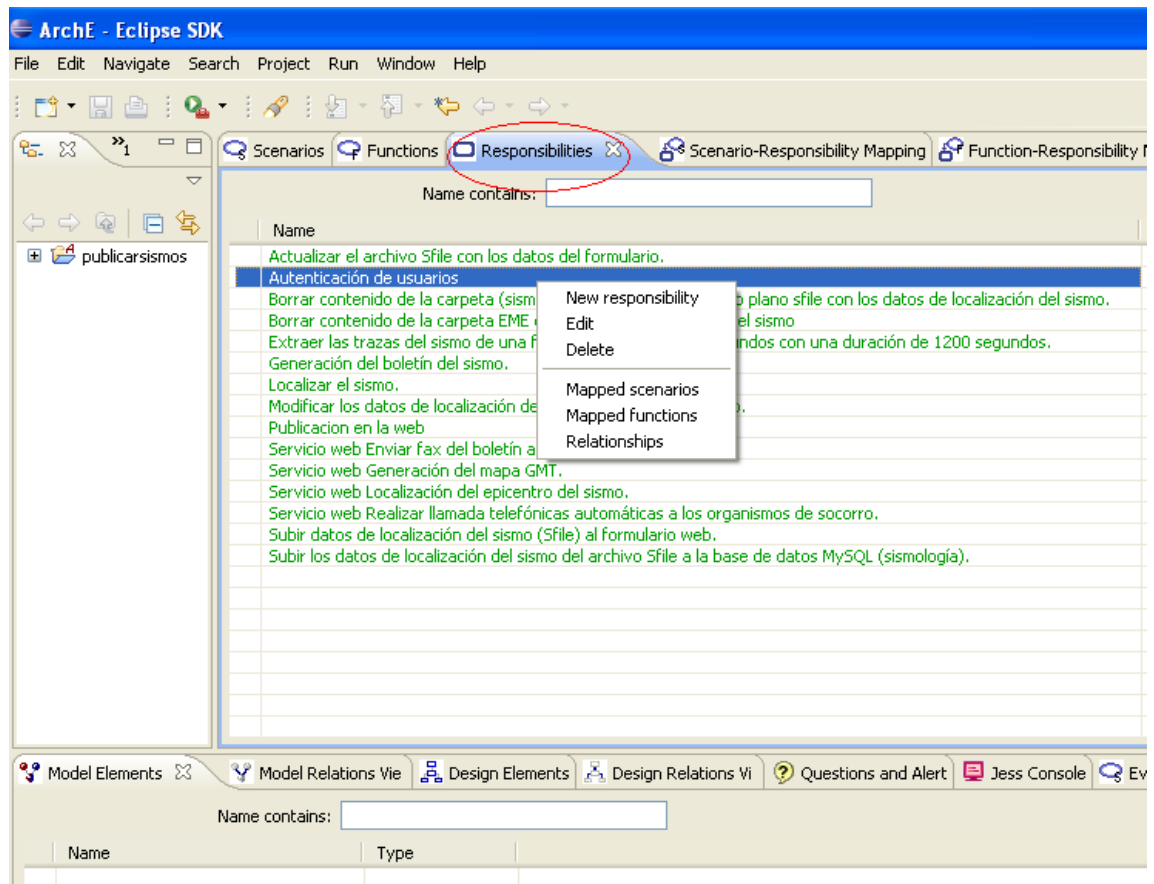 ArchE - Eclipse SDK
File Edit Navigate Search Project Run Window Help
»1
Scenarios Functions Responsibilities Scenario-Responsibility Mapping Function-Responsibility
Name contains:
Name
publicarsismos
Actualizar el archivo Sfile con los datos del formulario.
Autenticación de usuarios
Borrar contenido de la carpeta (sism plano sfile con los datos de localización del sismo.
Borrar contenido de la carpeta EME el sismo
Extraer las trazas del sismo de una f ndos con una duración de 1200 segundos.
Generación del boletín del sismo.
Localizar el sismo.
Modificar los datos de localización de
Publicacion en la web
Servicio web Enviar fax del boletín a
Servicio web Generación del mapa GMT.
Servicio web Localización del epicentro del sismo.
Servicio web Realizar llamada telefónicas automáticas a los organismos de socorro.
Subir datos de localización del sismo (Sfile) al formulario web.
Subir los datos de localización del sismo del archivo Sfile a la base de datos MySQL (sismología).
New responsibility
Edit
Delete
Mapped scenarios
Mapped functions
Relationships
Model Elements Model Relations Vie Design Elements Design Relations Vi Questions and Alert Jess Console Ev
Name contains:
Name Type